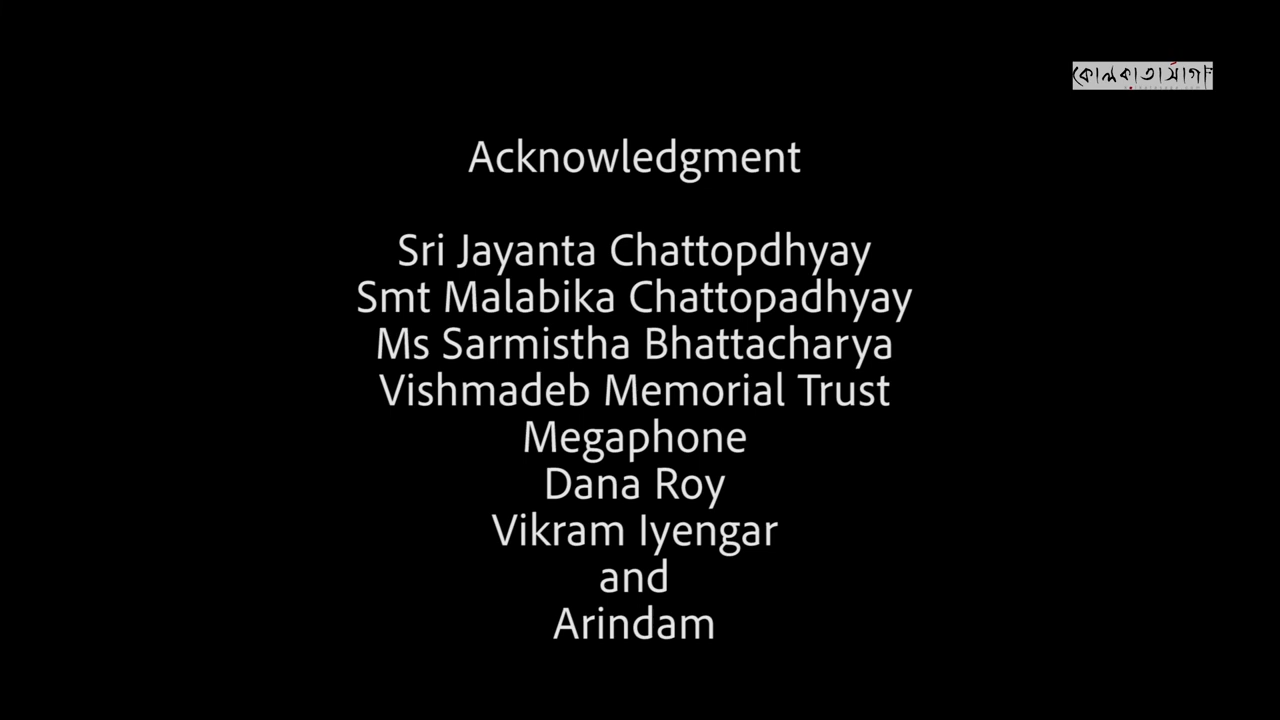 কোলকাতার্সাগা
Acknowledgment
Sri Jayanta Chattopdhyay
Smt Malabika Chattopadhyay
Ms Sarmistha Bhattacharya
Vishmadeb Memorial Trust
Megaphone
Dana Roy
Vikram Iyengar
and
Arindam